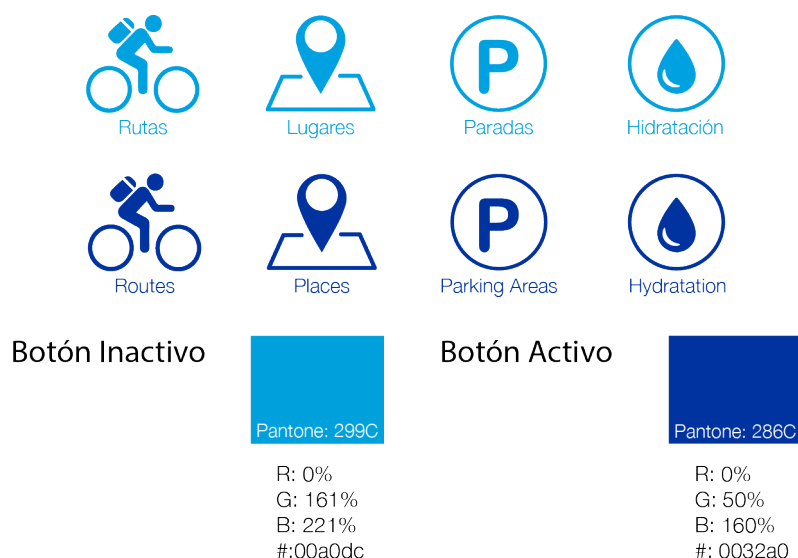 Rutas Lugares Paradas Hidratación
Routes Places Parking Areas Hydratation
Botón Inactivo
Pantone: 299C
R: 0%
G: 161%
B: 221%
#:00a0dc
Botón Activo
Pantone: 286C
R: 0%
G: 50%
B: 160%
#: 0032a0